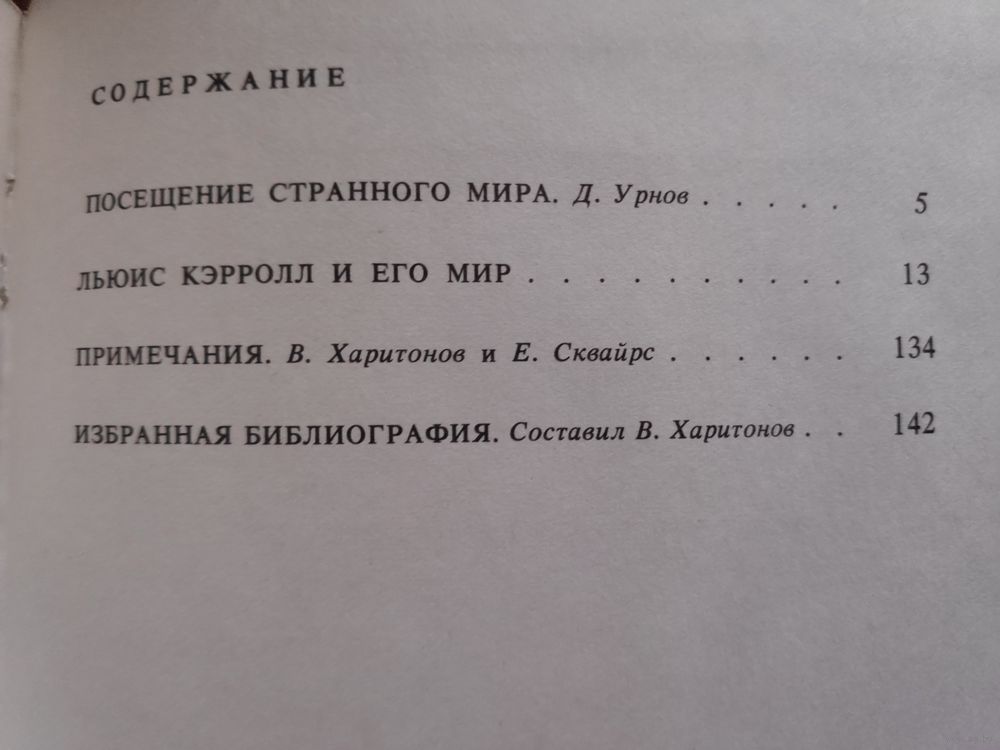 СОДЕРЖАНИЕ
ПОСЕЩЕНИЕ СТРАННОГО МИРА. Д. Урнов . . . . . 5
ЛЬЮИС КЭРРОЛЛ И ЕГО МИР . . . . . . . . . . 13
ПРИМЕЧАНИЯ. В. Харитонов и Е. Сквайрс . . . . . . 134
ИЗБРАННАЯ БИБЛИОГРАФИЯ. Составил В. Харитонов . . 142